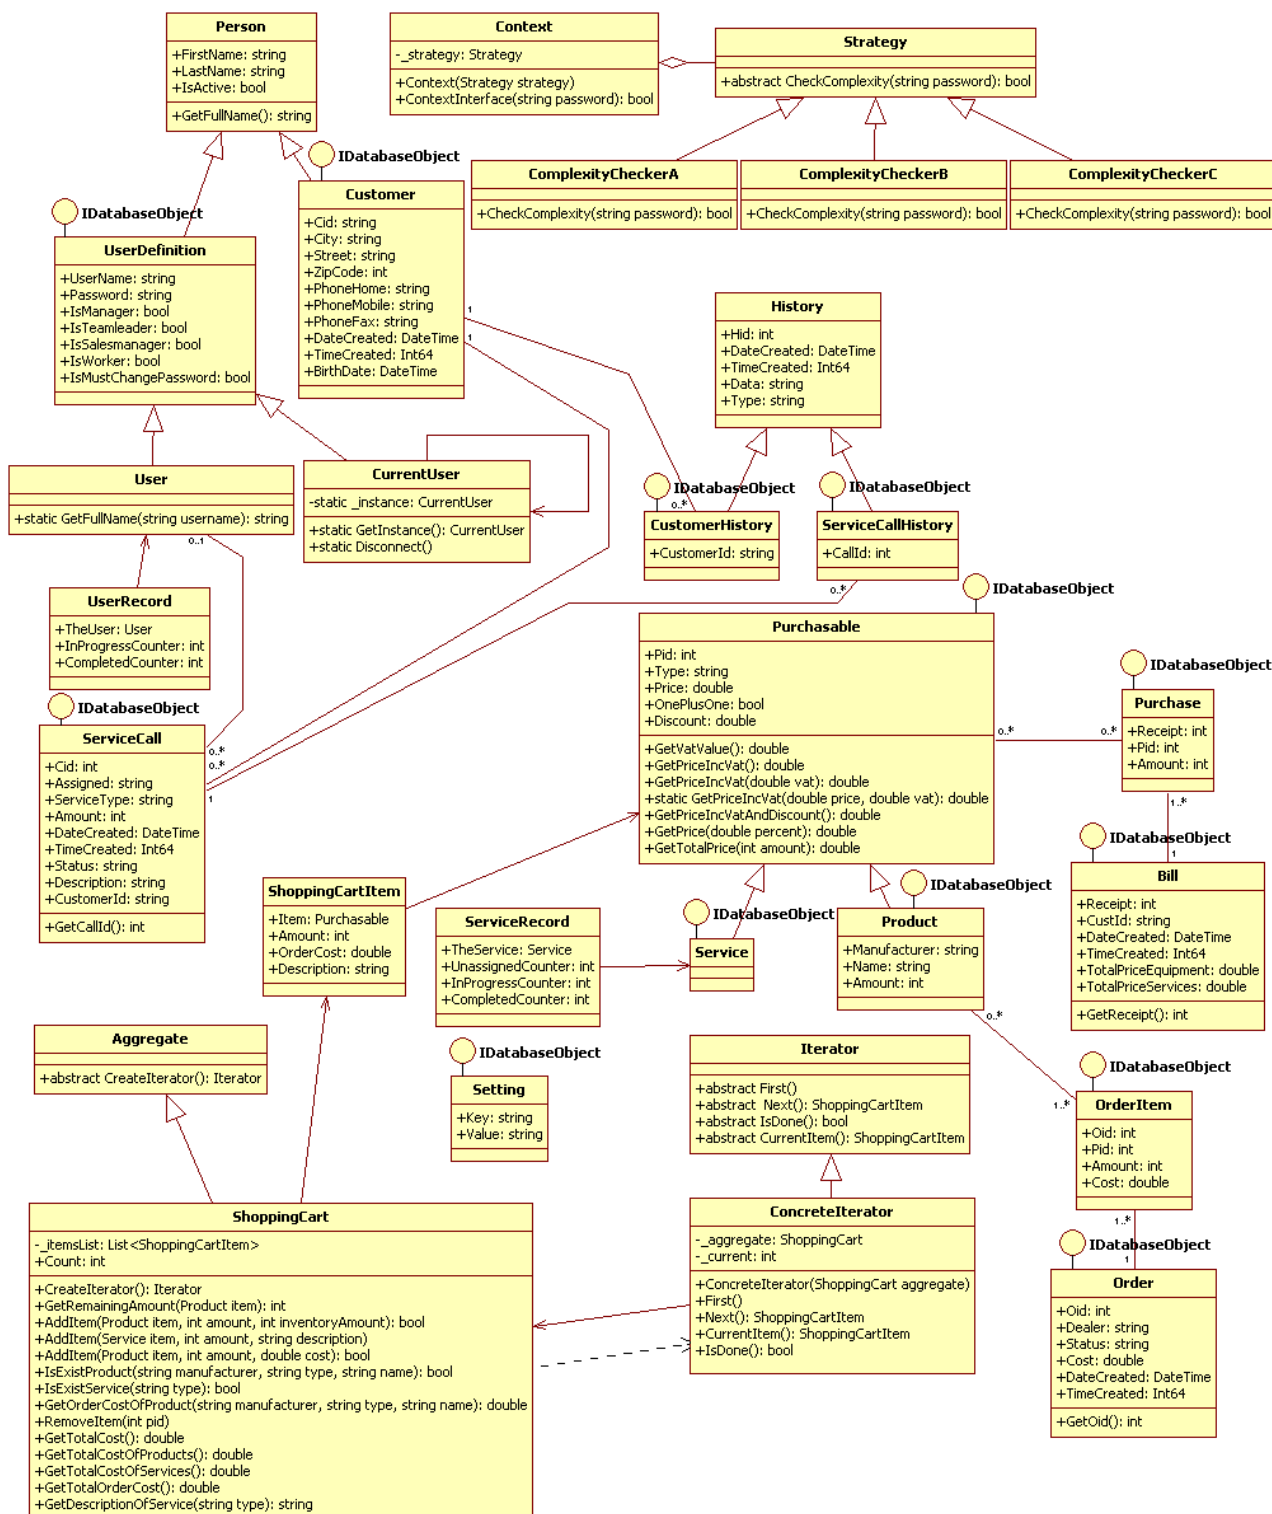 Person
+FirstName: string
+LastName: string
+IsActive: bool
+GetFullName(): string
Context
-_strategy: Strategy
+Context(Strategy strategy)
+ContextInterface(string password): bool
Strategy
+abstract CheckComplexity(string password): bool
ComplexityCheckerA
+CheckComplexity(string password): bool
ComplexityCheckerB
+CheckComplexity(string password): bool
ComplexityCheckerC
+CheckComplexity(string password): bool
IDatabaseObject
Customer
+Cid: string
+City: string
+Street: string
+ZipCode: int
+PhoneHome: string
+PhoneMobile: string
+PhoneFax: string
+DateCreated: DateTime
+TimeCreated: Int64
+BirthDate: DateTime
1
1
IDatabaseObject
UserDefinition
+UserName: string
+Password: string
+IsManager: bool
+IsTeamleader: bool
+IsSalesmanager: bool
+IsWorker: bool
+IsMustChangePassword: bool
History
+Hid: int
+DateCreated: DateTime
+TimeCreated: Int64
+Data: string
+Type: string
User
+static GetFullName(string username): string
0..1
CurrentUser
-static _instance: CurrentUser
+static GetInstance(): CurrentUser
+static Disconnect()
IDatabaseObject
0..*
CustomerHistory
+CustomerId: string
IDatabaseObject
ServiceCallHistory
+CallId: int
0..*
UserRecord
+TheUser: User
+InProgressCounter: int
+CompletedCounter: int
IDatabaseObject
ServiceCall
+Cid: int
+Assigned: string
+ServiceType: string
+Amount: int
+DateCreated: DateTime
+TimeCreated: Int64
+Status: string
+Description: string
+CustomerId: string
+GetCallId(): int
0..*
0..*
1
IDatabaseObject
Purchasable
+Pid: int
+Type: string
+Price: double
+OnePlusOne: bool
+Discount: double
+GetVatValue(): double
+GetPriceIncVat(): double
+GetPriceIncVat(double vat): double
+static GetPriceIncVat(double price, double vat): double
+GetPriceIncVatAndDiscount(): double
+GetPrice(double percent): double
+GetTotalPrice(int amount): double
0..*
0..*
IDatabaseObject
Purchase
+Receipt: int
+Pid: int
+Amount: int
1..*
1
IDatabaseObject
Bill
+Receipt: int
+CustId: string
+DateCreated: DateTime
+TimeCreated: Int64
+TotalPriceEquipment: double
+TotalPriceServices: double
+GetReceipt(): int
ShoppingCartItem
+Item: Purchasable
+Amount: int
+OrderCost: double
+Description: string
ServiceRecord
+TheService: Service
+UnassignedCounter: int
+InProgressCounter: int
+CompletedCounter: int
IDatabaseObject
Service
IDatabaseObject
Product
+Manufacturer: string
+Name: string
+Amount: int
0..*
1..*
Aggregate
+abstract CreateIterator(): Iterator
IDatabaseObject
Setting
+Key: string
+Value: string
Iterator
+abstract First()
+abstract  Next(): ShoppingCartItem
+abstract IsDone(): bool
+abstract CurrentItem(): ShoppingCartItem
IDatabaseObject
OrderItem
+Oid: int
+Pid: int
+Amount: int
+Cost: double
1..*
1
ShoppingCart
-_itemsList: List<ShoppingCartItem>
+Count: int
+CreateIterator(): Iterator
+GetRemainingAmount(Product item): int
+AddItem(Product item, int amount, int inventoryAmount): bool
+AddItem(Service item, int amount, string description)
+AddItem(Product item, int amount, double cost): bool
+IsExistProduct(string manufacturer, string type, string name): bool
+IsExistService(string type): bool
+GetOrderCostOfProduct(string manufacturer, string type, string name): double
+RemoveItem(int pid)
+GetTotalCost(): double
+GetTotalCostOfProducts(): double
+GetTotalCostOfServices(): double
+GetTotalOrderCost(): double
+GetDescriptionOfService(string type): string
ConcreteIterator
-_aggregate: ShoppingCart
-_current: int
+ConcreteIterator(ShoppingCart aggregate)
+First()
+Next(): ShoppingCartItem
+CurrentItem(): ShoppingCartItem
+IsDone(): bool
IDatabaseObject
Order
+Oid: int
+Dealer: string
+Status: string
+Cost: double
+DateCreated: DateTime
+TimeCreated: Int64
+GetOid(): int